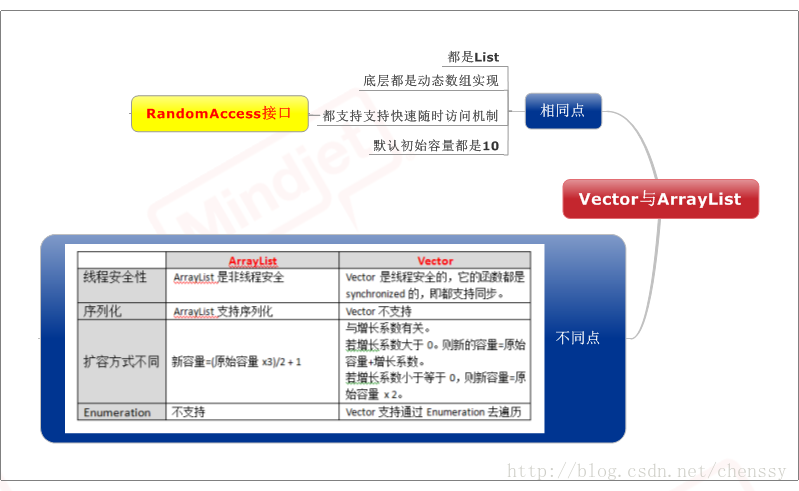 Vector与ArrayList
相同点
都是List
底层都是动态数组实现
都支持支持快速随时访问机制
RandomAccess接口
默认初始容量都是10
不同点
ArrayList Vector
线程安全性 ArrayList 是非线程安全 Vector 是线程安全的，它的函数都是
synchronized 的，即都支持同步。
序列化 ArrayList 支持序列化 Vector 不支持
扩容方式不同 新容量=(原始容量 x3)/2 + 1 与增长系数有关。
若增长系数大于 0。则新的容量=原始
容量+增长系数。
若增长系数小于等于 0，则新容量=原
始容量 x 2。
Enumeration 不支持 Vector 支持通过 Enumeration 去遍历
Mindjet
http://blog.csdn.net/chenssy